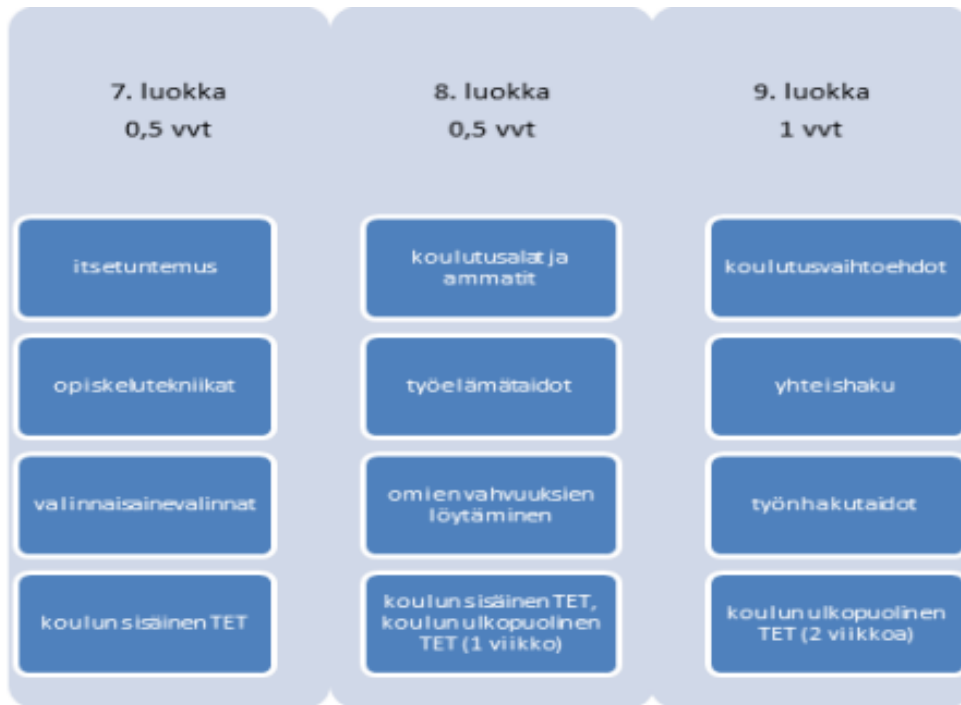 7. luokka
0,5 vvt
itsetuntemus
opiskelutekniikat
valinnaisainevalinnat
koulun sisäinen TET
8. luokka
0,5 vvt
koulutusalat ja
ammatit
työelämätaidot
omien vahvuuksien
löytäminen
koulun sisäinen TET,
koulun ulkopuolinen
TET (1 viikko)
9. luokka
1 vvt
koulutusvaihtoehdot
yhteishaku
työnhakutaidot
koulun ulkopuolinen
TET (2 viikkoa)